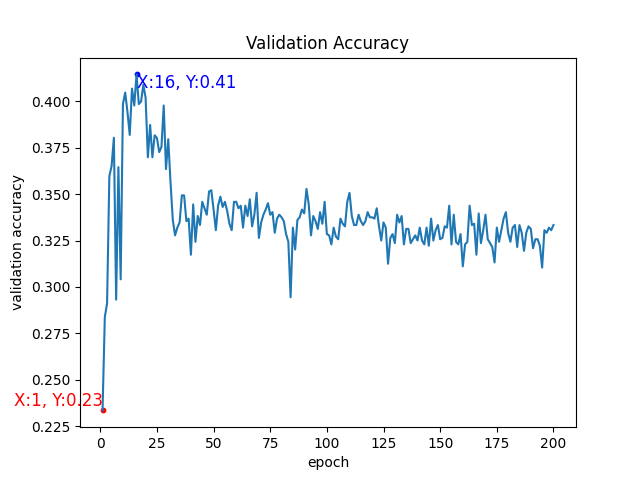 Validation Accuracy
X:16, Y:0.41
X:1, Y:0.23
validation accuracy
0.400
0.375
0.350
0.325
0.300
0.275
0.250
0.225
0 25 50 75 100 125 150 175 200
epoch